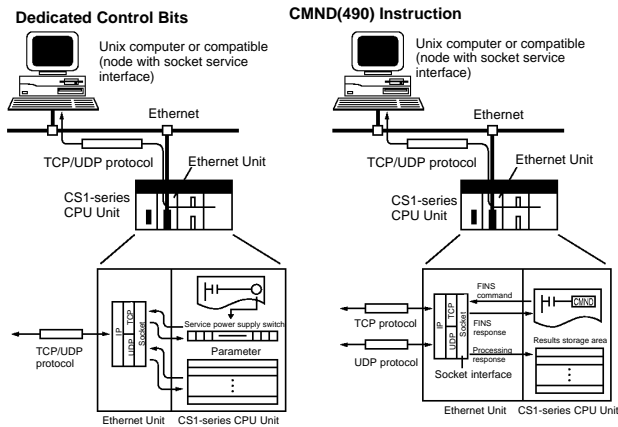 Dedicated Control Bits
Unix computer or compatible
(node with socket service
interface)
Ethernet
TCP/UDP protocol
Ethernet Unit
CS1-series
CPU Unit
IP
TCP
UDP
Socket
Service power supply switch
Parameter
TCP/UDP
protocol
Ethernet Unit
CS1-series CPU Unit
CMND(490) Instruction
Unix computer or compatible
(node with socket service
interface)
Ethernet
TCP/UDP protocol
Ethernet Unit
CS1-series
CPU Unit
FINS
command
CMND
TCP protocol
IP
TCP
UDP
Socket
FINS
response
Results storage area
UDP protocol
Processing
response
Socket interface
Ethernet Unit
CS1-series CPU Unit